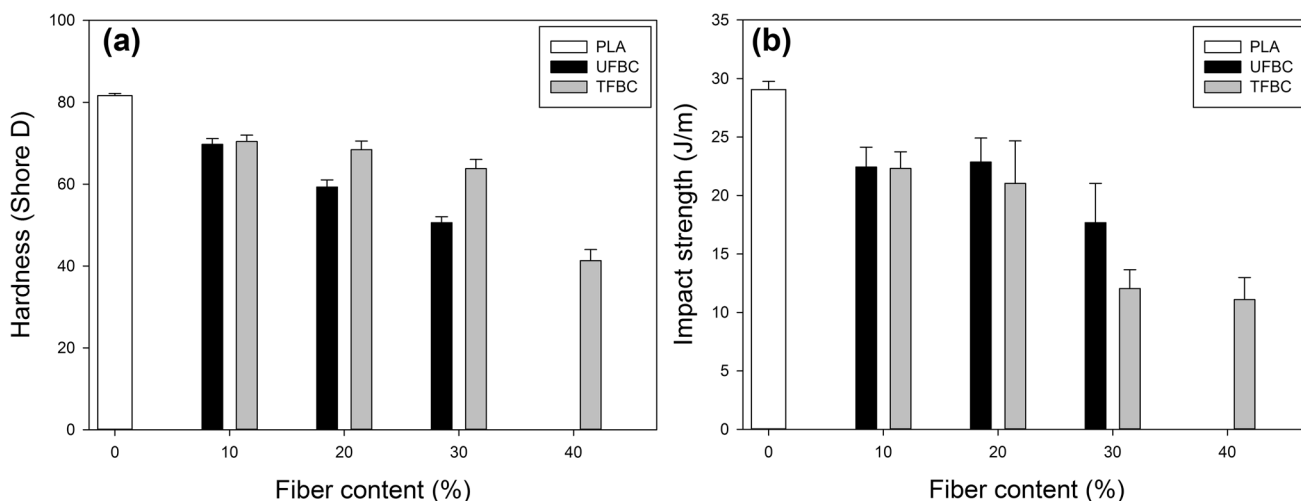 (a)
Hardness (Shore D)
100
80
60
40
20
0
PLA
UFBC
TFBC
0 10 20 30 40
Fiber content (%)
(b)
Impact strength (J/m)
35
30
25
20
15
10
5
0
PLA
UFBC
TFBC
0 10 20 30 40
Fiber content (%)